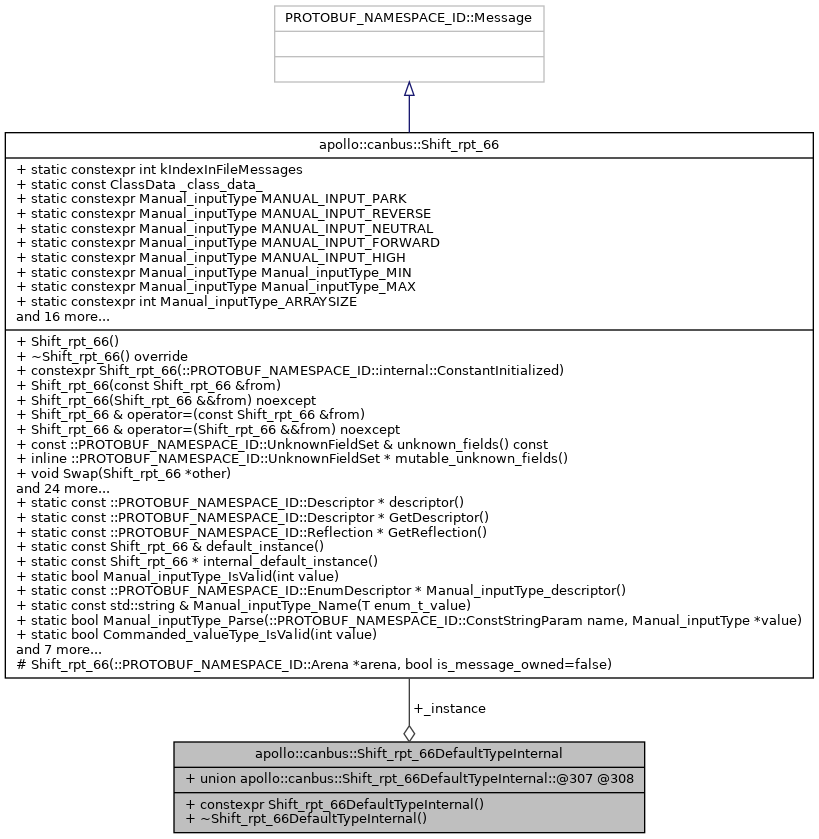 PROTOBUF_NAMESPACE_ID::Message
apollo::canbus::Shift_rpt_66
+ static constexpr int kIndexInFileMessages
+ static const ClassData _class_data_
+ static constexpr Manual_inputType MANUAL_INPUT_PARK
+ static constexpr Manual_inputType MANUAL_INPUT_REVERSE
+ static constexpr Manual_inputType MANUAL_INPUT_NEUTRAL
+ static constexpr Manual_inputType MANUAL_INPUT_FORWARD
+ static constexpr Manual_inputType MANUAL_INPUT_HIGH
+ static constexpr Manual_inputType Manual_inputType_MIN
+ static constexpr Manual_inputType Manual_inputType_MAX
+ static constexpr int Manual_inputType_ARRAYSIZE
and 16 more...
+ Shift_rpt_66()
+ ~Shift_rpt_66() override
+ constexpr Shift_rpt_66(::PROTOBUF_NAMESPACE_ID::internal::ConstantInitialized)
+ Shift_rpt_66(const Shift_rpt_66 &from)
+ Shift_rpt_66(Shift_rpt_66 &&from) noexcept
+ Shift_rpt_66 & operator=(const Shift_rpt_66 &from)
+ Shift_rpt_66 & operator=(Shift_rpt_66 &&from) noexcept
+ const ::PROTOBUF_NAMESPACE_ID::UnknownFieldSet & unknown_fields() const
+ inline ::PROTOBUF_NAMESPACE_ID::UnknownFieldSet * mutable_unknown_fields()
+ void Swap(Shift_rpt_66 *other)
and 24 more...
+ static const ::PROTOBUF_NAMESPACE_ID::Descriptor * descriptor()
+ static const ::PROTOBUF_NAMESPACE_ID::Descriptor * GetDescriptor()
+ static const ::PROTOBUF_NAMESPACE_ID::Reflection * GetReflection()
+ static const Shift_rpt_66 & default_instance()
+ static const Shift_rpt_66 * internal_default_instance()
+ static bool Manual_inputType_IsValid(int value)
+ static const ::PROTOBUF_NAMESPACE_ID::EnumDescriptor * Manual_inputType_descriptor()
+ static const std::string & Manual_inputType_Name(T enum_t_value)
+ static bool Manual_inputType_Parse(::PROTOBUF_NAMESPACE_ID::ConstStringParam name, Manual_inputType *value)
+ static bool Commanded_valueType_IsValid(int value)
and 7 more...
# Shift_rpt_66(::PROTOBUF_NAMESPACE_ID::Arena *arena, bool is_message_owned=false)
+_instance
apollo::canbus::Shift_rpt_66DefaultTypeInternal
+ union apollo::canbus::Shift_rpt_66DefaultTypeInternal::@307 @308
+ constexpr Shift_rpt_66DefaultTypeInternal()
+ ~Shift_rpt_66DefaultTypeInternal()